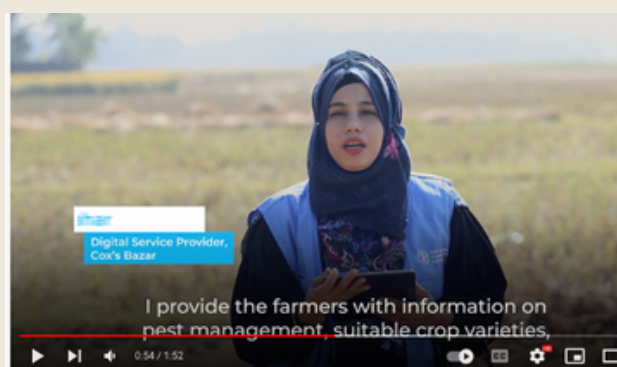 Digital Service Provider,
Cox's Bazar
I provide the farmers with information on
pest management, suitable crop varieties,
0:54 / 1:52